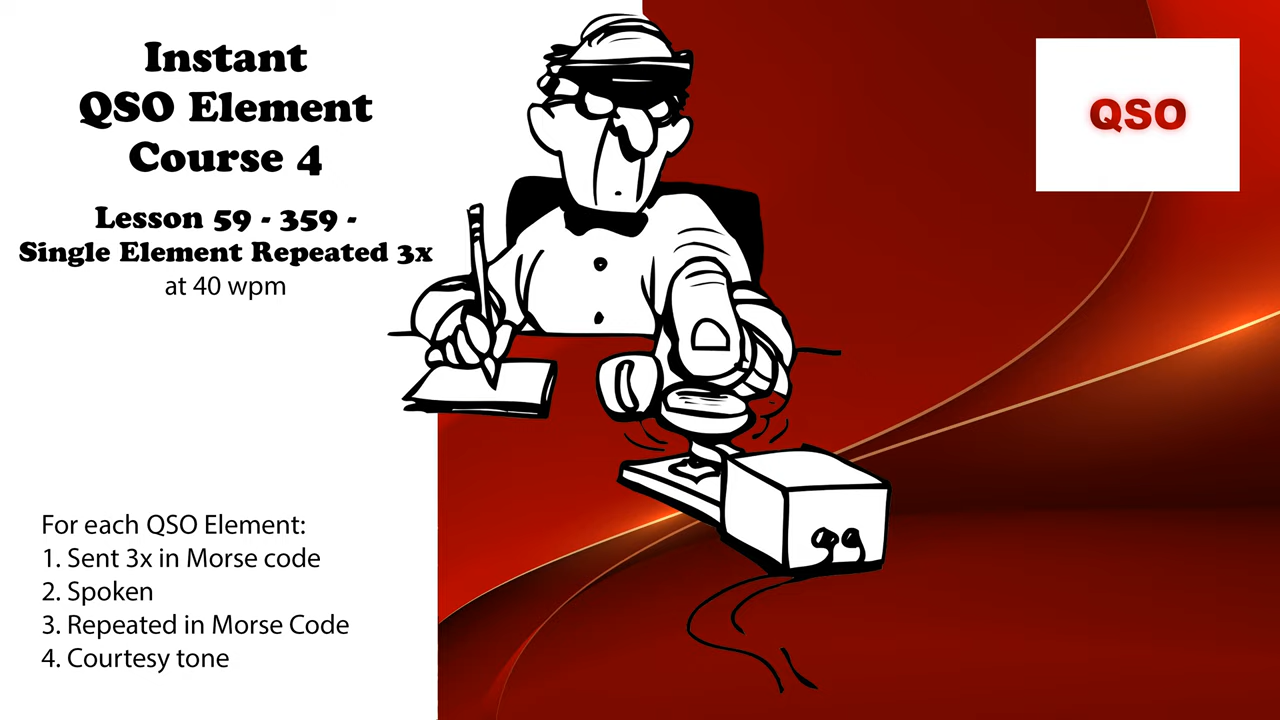 Instant
QSO Element
Course 4
Lesson 59 - 359 -
Single Element Repeated 3x
at 40 wpm
QSO
For each QSO Element:
1. Sent 3x in Morse code
2. Spoken
3. Repeated in Morse Code
4. Courtesy tone